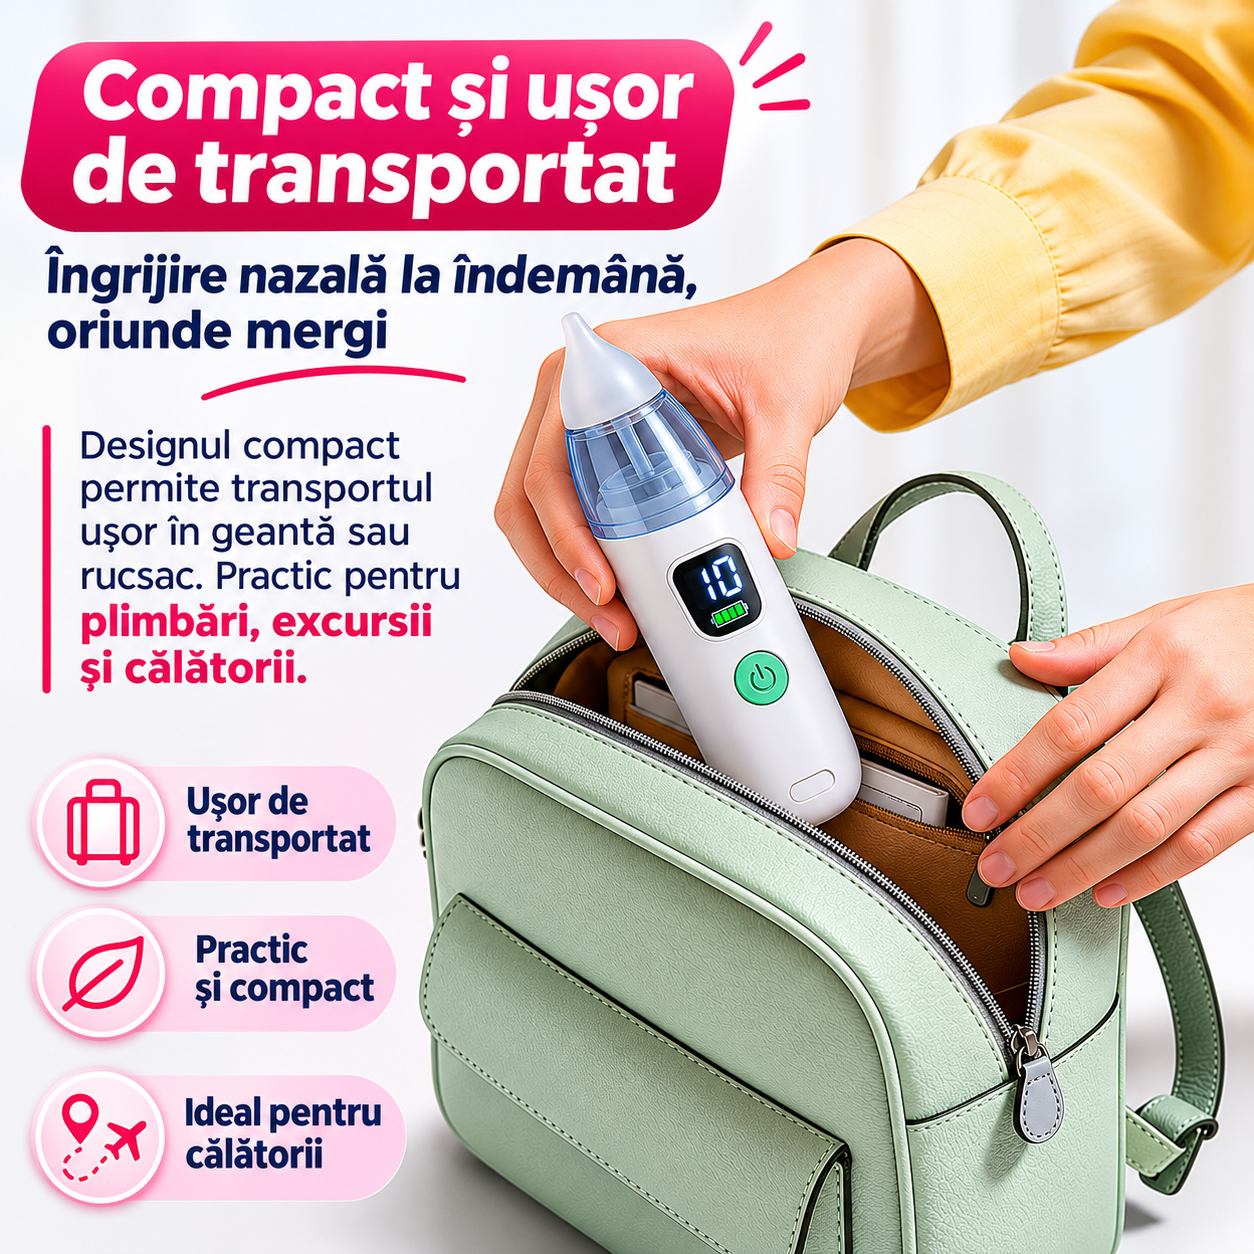 Compact și ușor
de transportat
Îngrijire nazală la îndemână,
oriunde mergi
Designul compact
permite transportul
ușor în geantă sau
rucsac. Practic pentru
plimbări, excursii
și călătorii.
10
Ușor de
transportat
Practic
și compact
Ideal pentru
călătorii